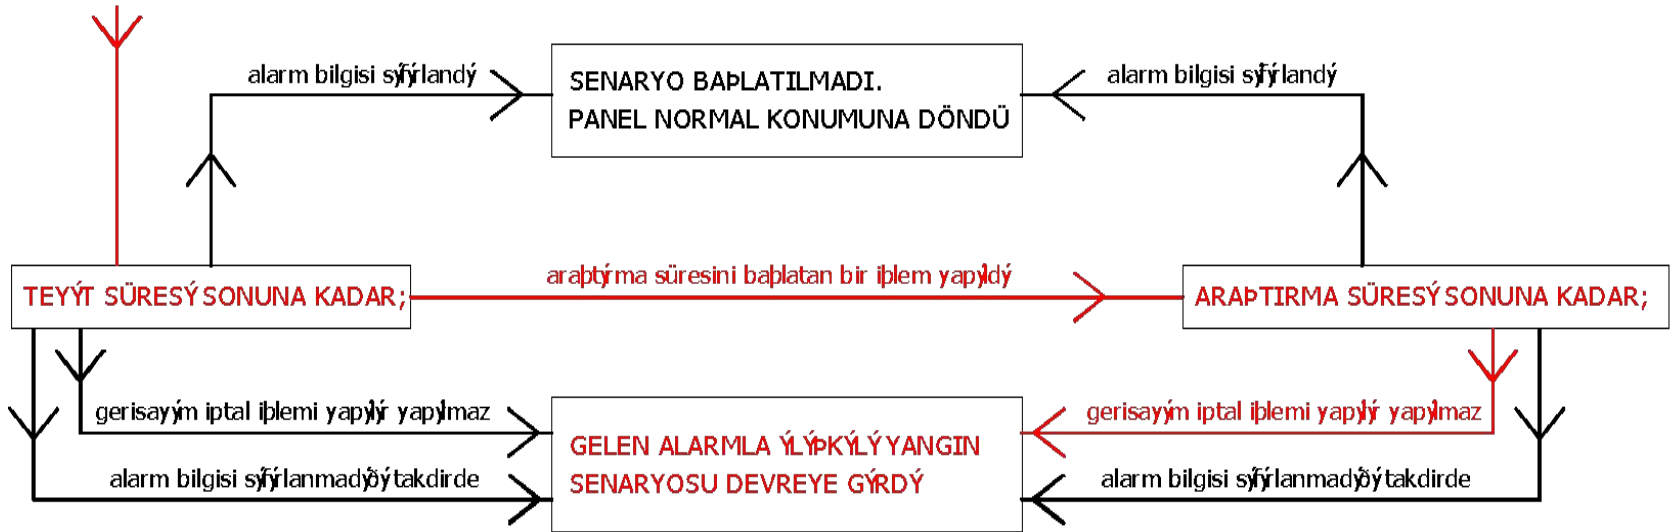 alarm bilgisi sýfýrlandý
SENARYO BAÞLATILMADI.
PANEL NORMAL KONUMUNA DÖNDÜ
alarm bilgisi sýfýrlandý
TEYÝT SÜRESÝ SONUNA KADAR;
araþtýrma süresini baþlatan bir iþlem yapýldý
ARAÞTIRMA SÜRESÝ SONUNA KADAR;
gerisayým iptal iþlemi yapýlýr yapýlmaz
alarm bilgisi sýfýrlanmadýðý takdirde
GELEN ALARMLA ÝLÝÞKÝLÝ YANGIN
SENARYOSU DEVREYE GÝRDÝ
gerisayým iptal iþlemi yapýlýr yapýlmaz
alarm bilgisi sýfýrlanmadýðý takdirde